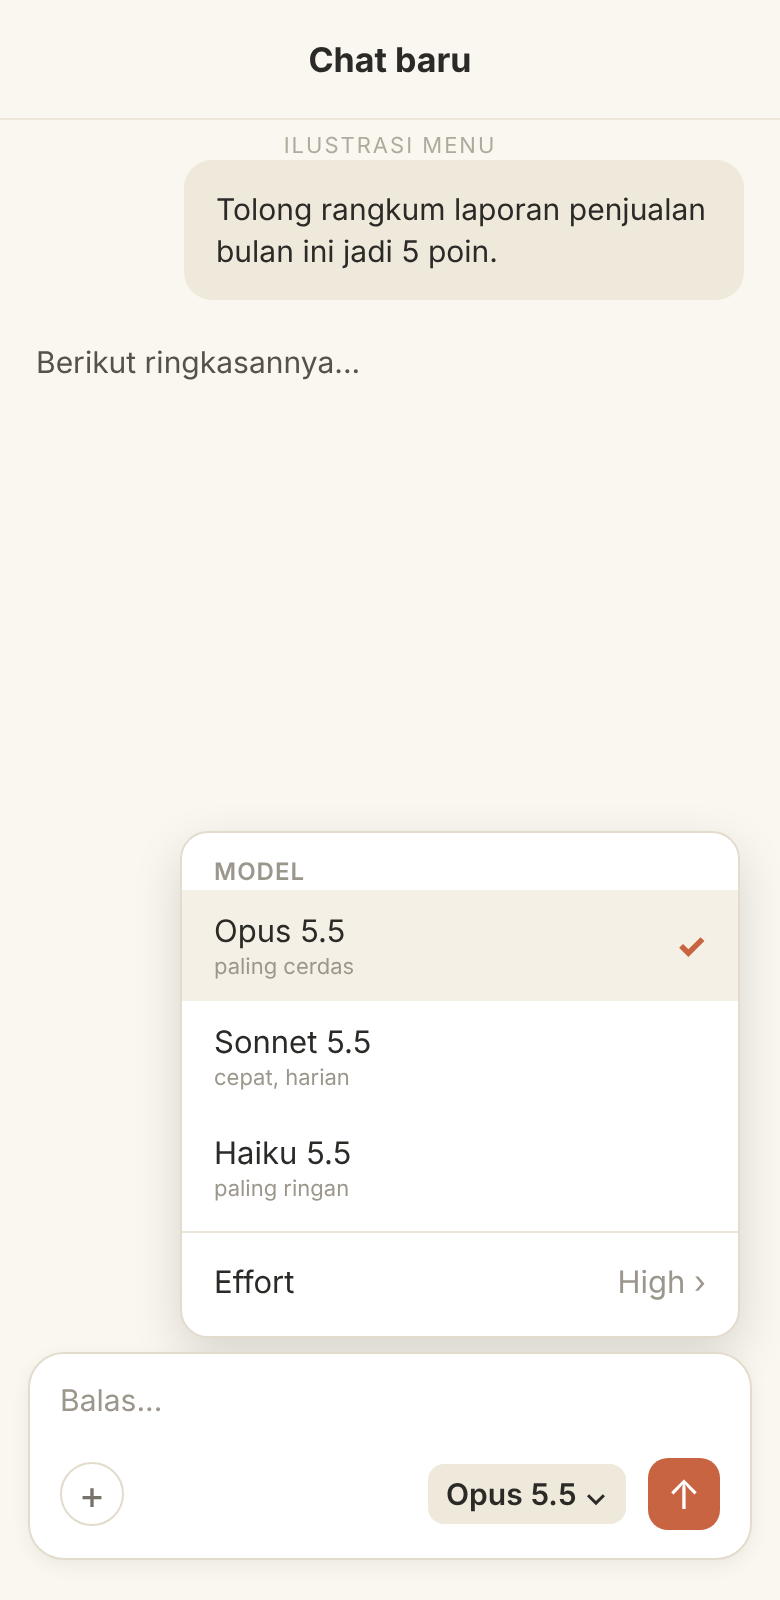 Chat baru
ILUSTRASI MENU
Tolong rangkum laporan penjualan
bulan ini jadi 5 poin.
Berikut ringkasannya...
MODEL
Opus 5.5
paling cerdas
Sonnet 5.5
cepat, harian
Haiku 5.5
paling ringan
Effort High ›
Balas...
+ Opus 5.5